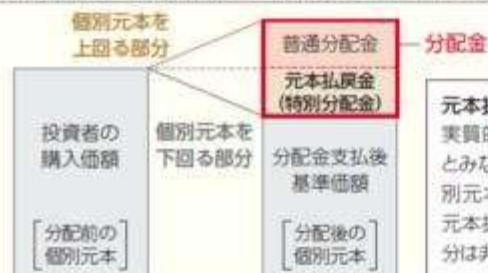 個別元本を
上回る部分
普通分配金
分配金
元本払戻金
(特別分配金)
投資者の
購入価額
個別元本を
下回る部分
分配金支払後
基準価額
分配前の
個別元本
分配後の
個別元本
元本払
実質的
とみな
別元本
元本払
分は非